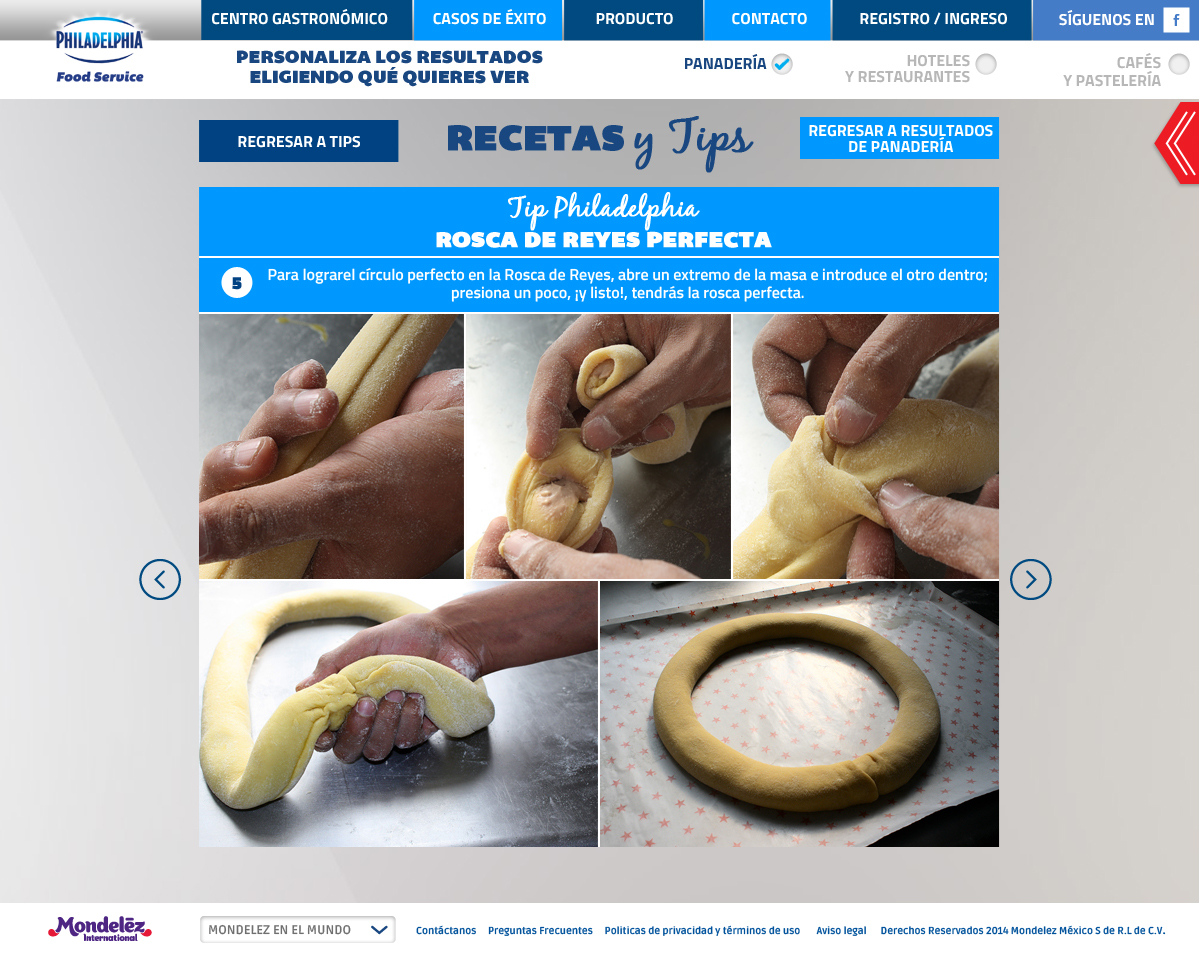 CENTRO GASTRONÓMICO
CASOS DE ÉXITO
PRODUCTO
CONTACTO
REGISTRO / INGRESO
SÍGUENOS EN f
PHILADELPHIA
Food Service
PERSONALIZA LOS RESULTADOS
ELIGIENDO QUÉ QUIERES VER
PANADERÍA
HOTELES
Y RESTAURANTES
CAFÉS
Y PASTELERÍA
REGRESAR A TIPS
RECETAS y Tips
REGRESAR A RESULTADOS
DE PANADERÍA
Tip Philadelphia
ROSCA DE REYES PERFECTA
5
Para lograrel círculo perfecto en la Rosca de Reyes, abre un extremo de la masa e introduce el otro dentro;
presiona un poco, ¡y listo!, tendrás la rosca perfecta.
Mondelēz
International
MONDELEZ EN EL MUNDO
Contáctanos
Preguntas Frecuentes
Politicas de privacidad y términos de uso
Aviso legal
Derechos Reservados 2014 Mondelez México S de R.L de C.V.